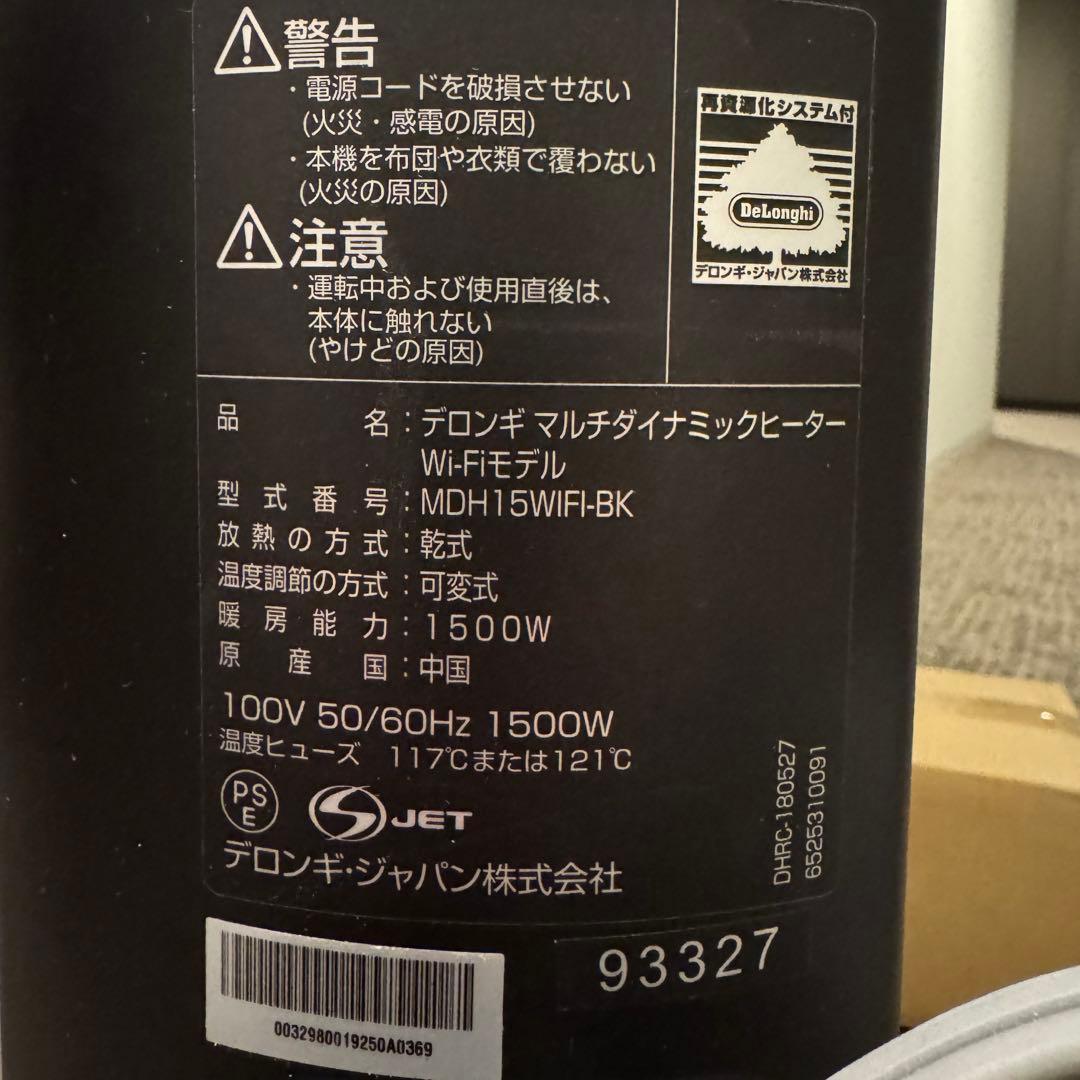 警告
・電源コードを破損させない
(火災・感電の原因)
・本機を布団や衣類で覆わない
(火災の原因)
注意
・運転中および使用直後は、
本体に触れない
(やけどの原因)
再資源化システム付
DeLonghi
デロンギ・ジャパン株式会社
品名：デロンギ マルチダイナミックヒーター
Wi-Fiモデル
型式番号：MDH15WIFI-BK
放熱の方式：乾式
温度調節の方式：可変式
暖房能力：1500W
原産国：中国
100V 50/60Hz 1500W
温度ヒューズ 117℃または121℃
PS
E
S JET
デロンギ・ジャパン株式会社
DHRC-180527
6525310091
93327
0032980019250A0369